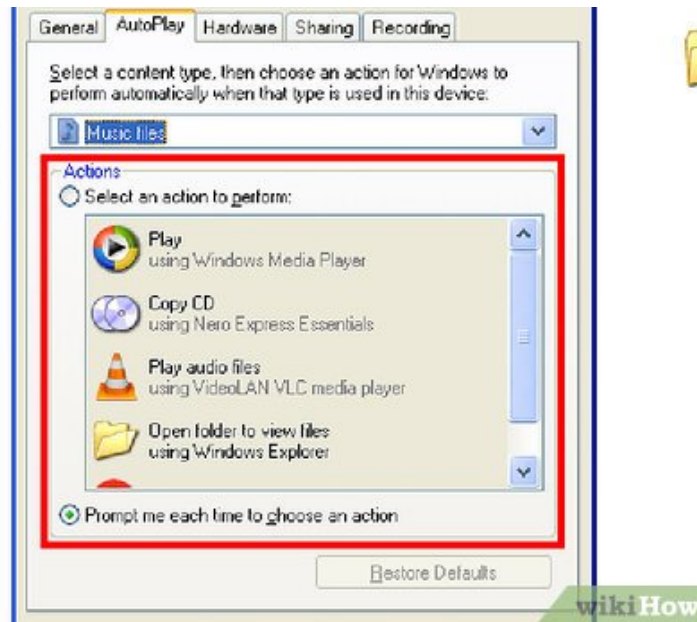 General AutoPlay Hardware Sharing Recording
Select a content type, then choose an action for Windows to
perform automatically when that type is used in this device:
Music files
Actions
Select an action to perform:
Play
using Windows Media Player
Copy CD
using Nero Express Essentials
Play audio files
using VideoLAN VLC media player
Open folder to view files
using Windows Explorer
Prompt me each time to choose an action
Restore Defaults
wikiHow